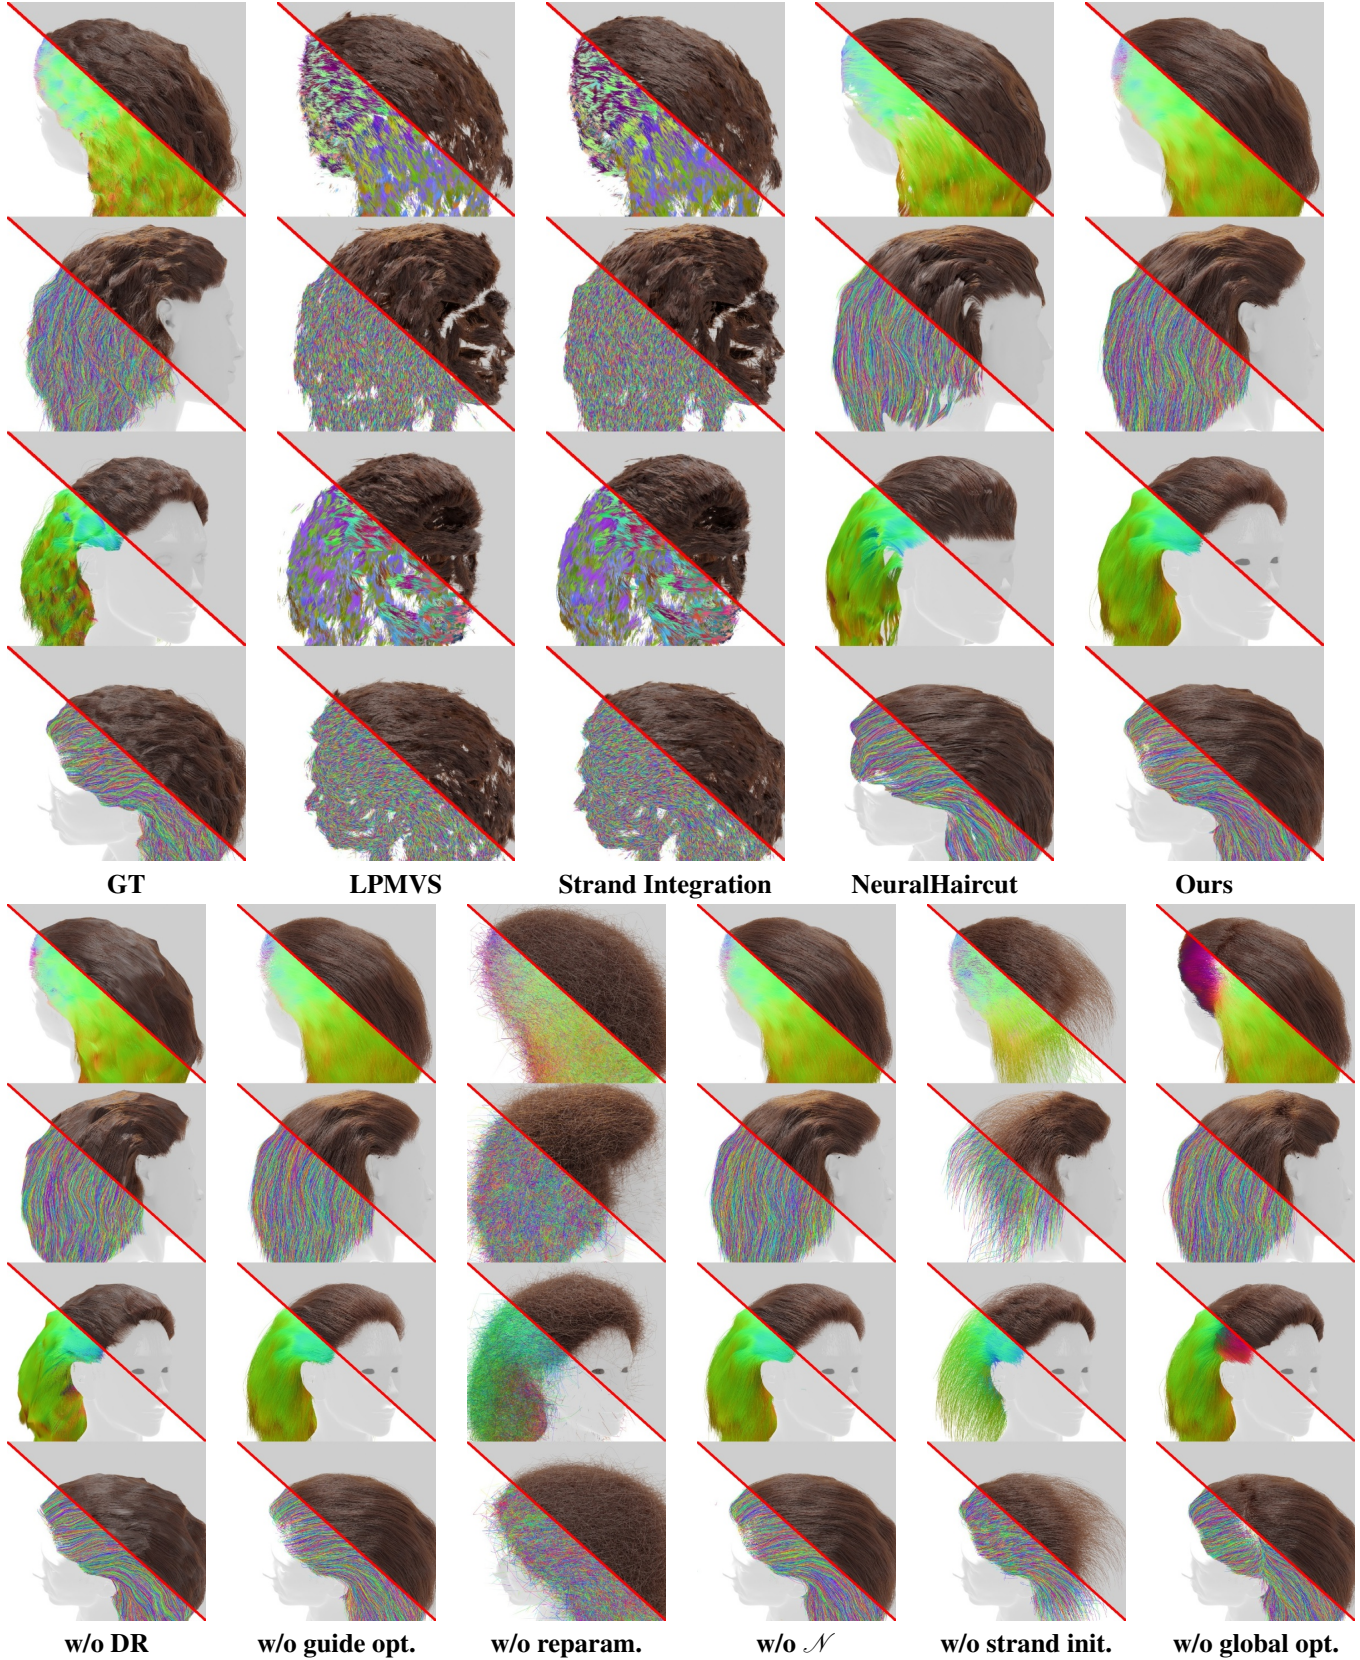 GT LPMVS Strand Integration NeuralHaircut Ours
w/o DR w/o guide opt. w/o reparam. w/o 𝒩 w/o strand init. w/o global opt.